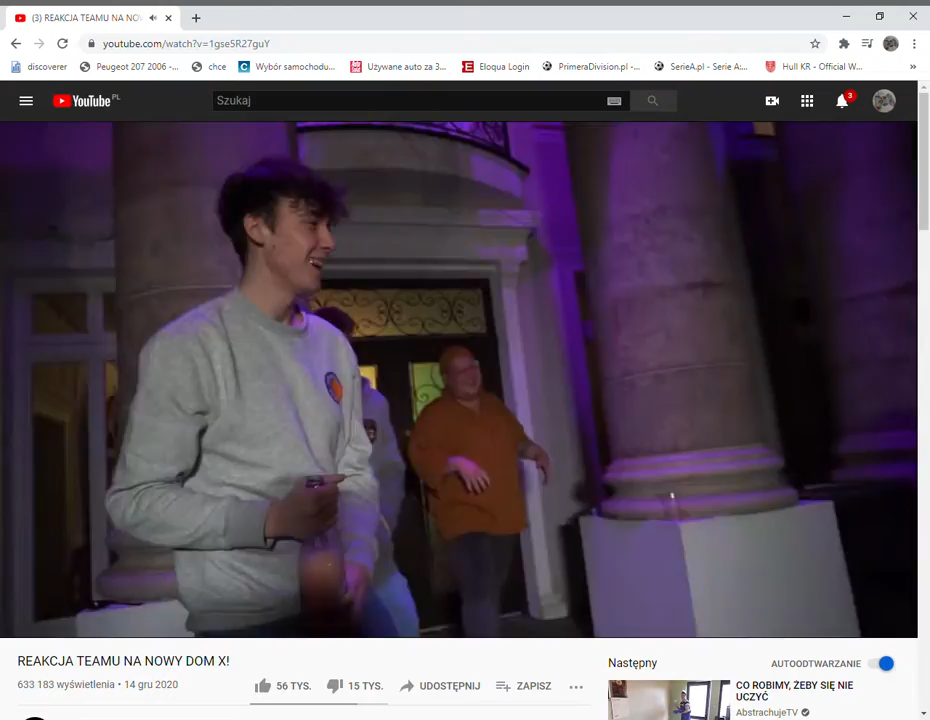 (3) REAKCJA TEAMU NA NOW
youtube.com/watch?v=1gse5R27guY
discoverer
Peugeot 207 2006 -...
chce
Wybór samochodu...
Uzywane auto za 3...
Eloqua Login
PrimeraDivision.pl -...
SerieA.pl - Serie A:...
Hull KR - Official W...
»
YouTube PL
Szukaj
3
REAKCJA TEAMU NA NOWY DOM X!
633 183 wyświetlenia • 14 gru 2020
56 TYS.
15 TYS.
UDOSTĘPNIJ
ZAPISZ
Następny
AUTOODTWARZANIE
CO ROBIMY, ŻEBY SIĘ NIE
UCZYĆ
AbstrachujeTV